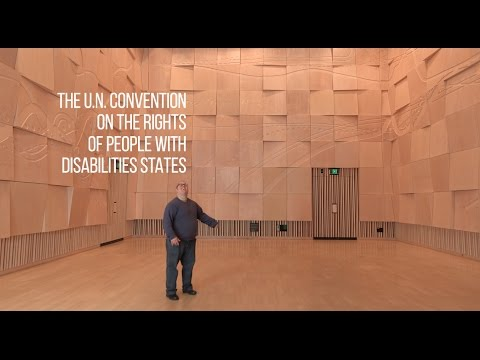 THE U.N. CONVENTION
ON THE RIGHTS
OF PEOPLE WITH
DISABILITIES STATES